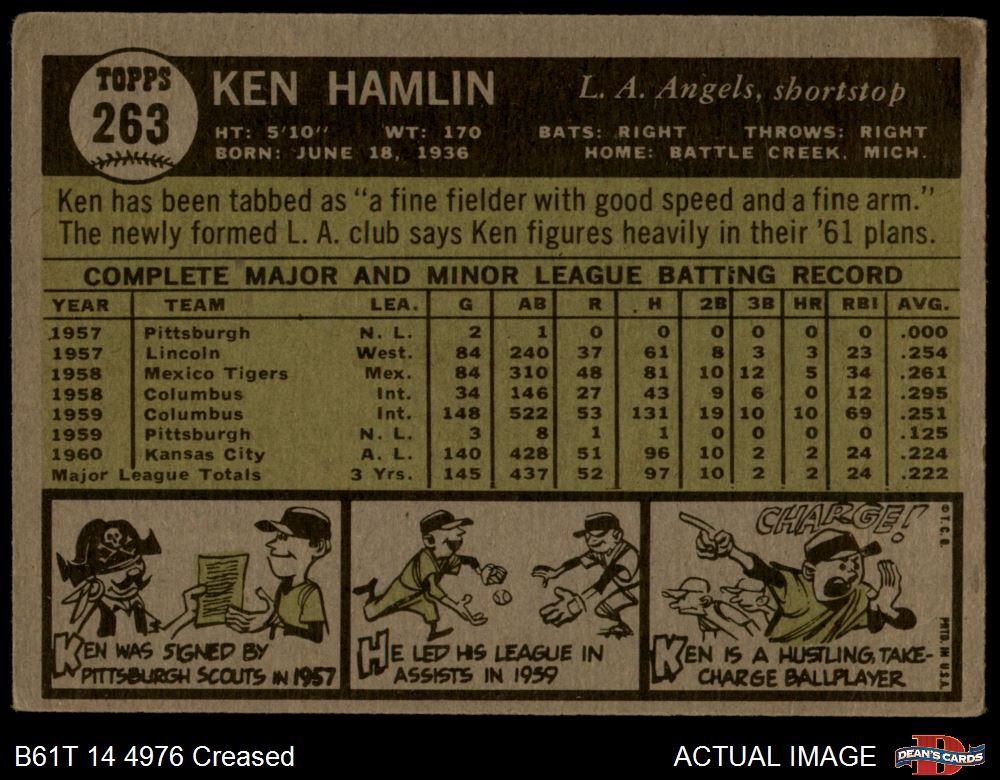 TOPPS
263
KEN HAMLIN
L. A. Angels, shortstop
HT: 5'10" WT: 170 BATS: RIGHT THROWS: RIGHT
BORN: JUNE 18, 1936 HOME: BATTLE CREEK, MICH.
Ken has been tabbed as "a fine fielder with good speed and a fine arm."
The newly formed L. A. club says Ken figures heavily in their '61 plans.
COMPLETE MAJOR AND MINOR LEAGUE BATTING RECORD
YEAR TEAM LEA. G AB R H 2B 3B HR RBI AVG.
1957 Pittsburgh N. L. 2 1 0 0 0 0 0 0 .000
1957 Lincoln West. 84 240 37 61 8 3 3 23 .254
1958 Mexico Tigers Mex. 84 310 48 81 10 12 5 34 .261
1958 Columbus Int. 34 146 27 43 9 6 0 12 .295
1959 Columbus Int. 148 522 53 131 19 10 10 69 .251
1959 Pittsburgh N. L. 3 8 1 1 0 0 0 0 .125
1960 Kansas City A. L. 140 428 51 96 10 2 2 24 .224
Major League Totals 3 Yrs. 145 437 52 97 10 2 2 24 .222
KEN WAS SIGNED BY
PITTSBURGH SCOUTS IN 1957
HE LED HIS LEAGUE IN
ASSISTS IN 1959
CHARGE!
KEN IS A HUSTLING, TAKE-
CHARGE BALLPLAYER
© T. C. G.
PRTD. IN U.S.A.
B61T 14 4976 Creased
ACTUAL IMAGE
DEAN'S CARDS